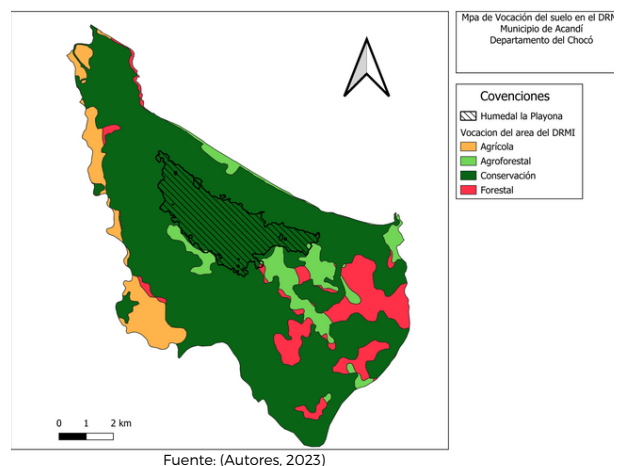 Mpa de Vocación del suelo en el DRM
Municipio de Acandí
Departamento del Chocó
Covenciones
Humedal la Playona
Vocacion del area del DRMI
Agrícola
Agroforestal
Conservación
Forestal
0 1 2 km
Fuente: (Autores, 2023)